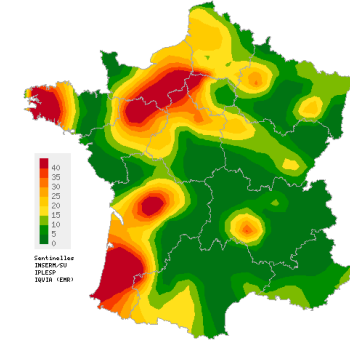 40
35
30
25
20
15
10
5
0
Sentinelles
INSERM/SU
IPLESP
IQVIA (EMR)